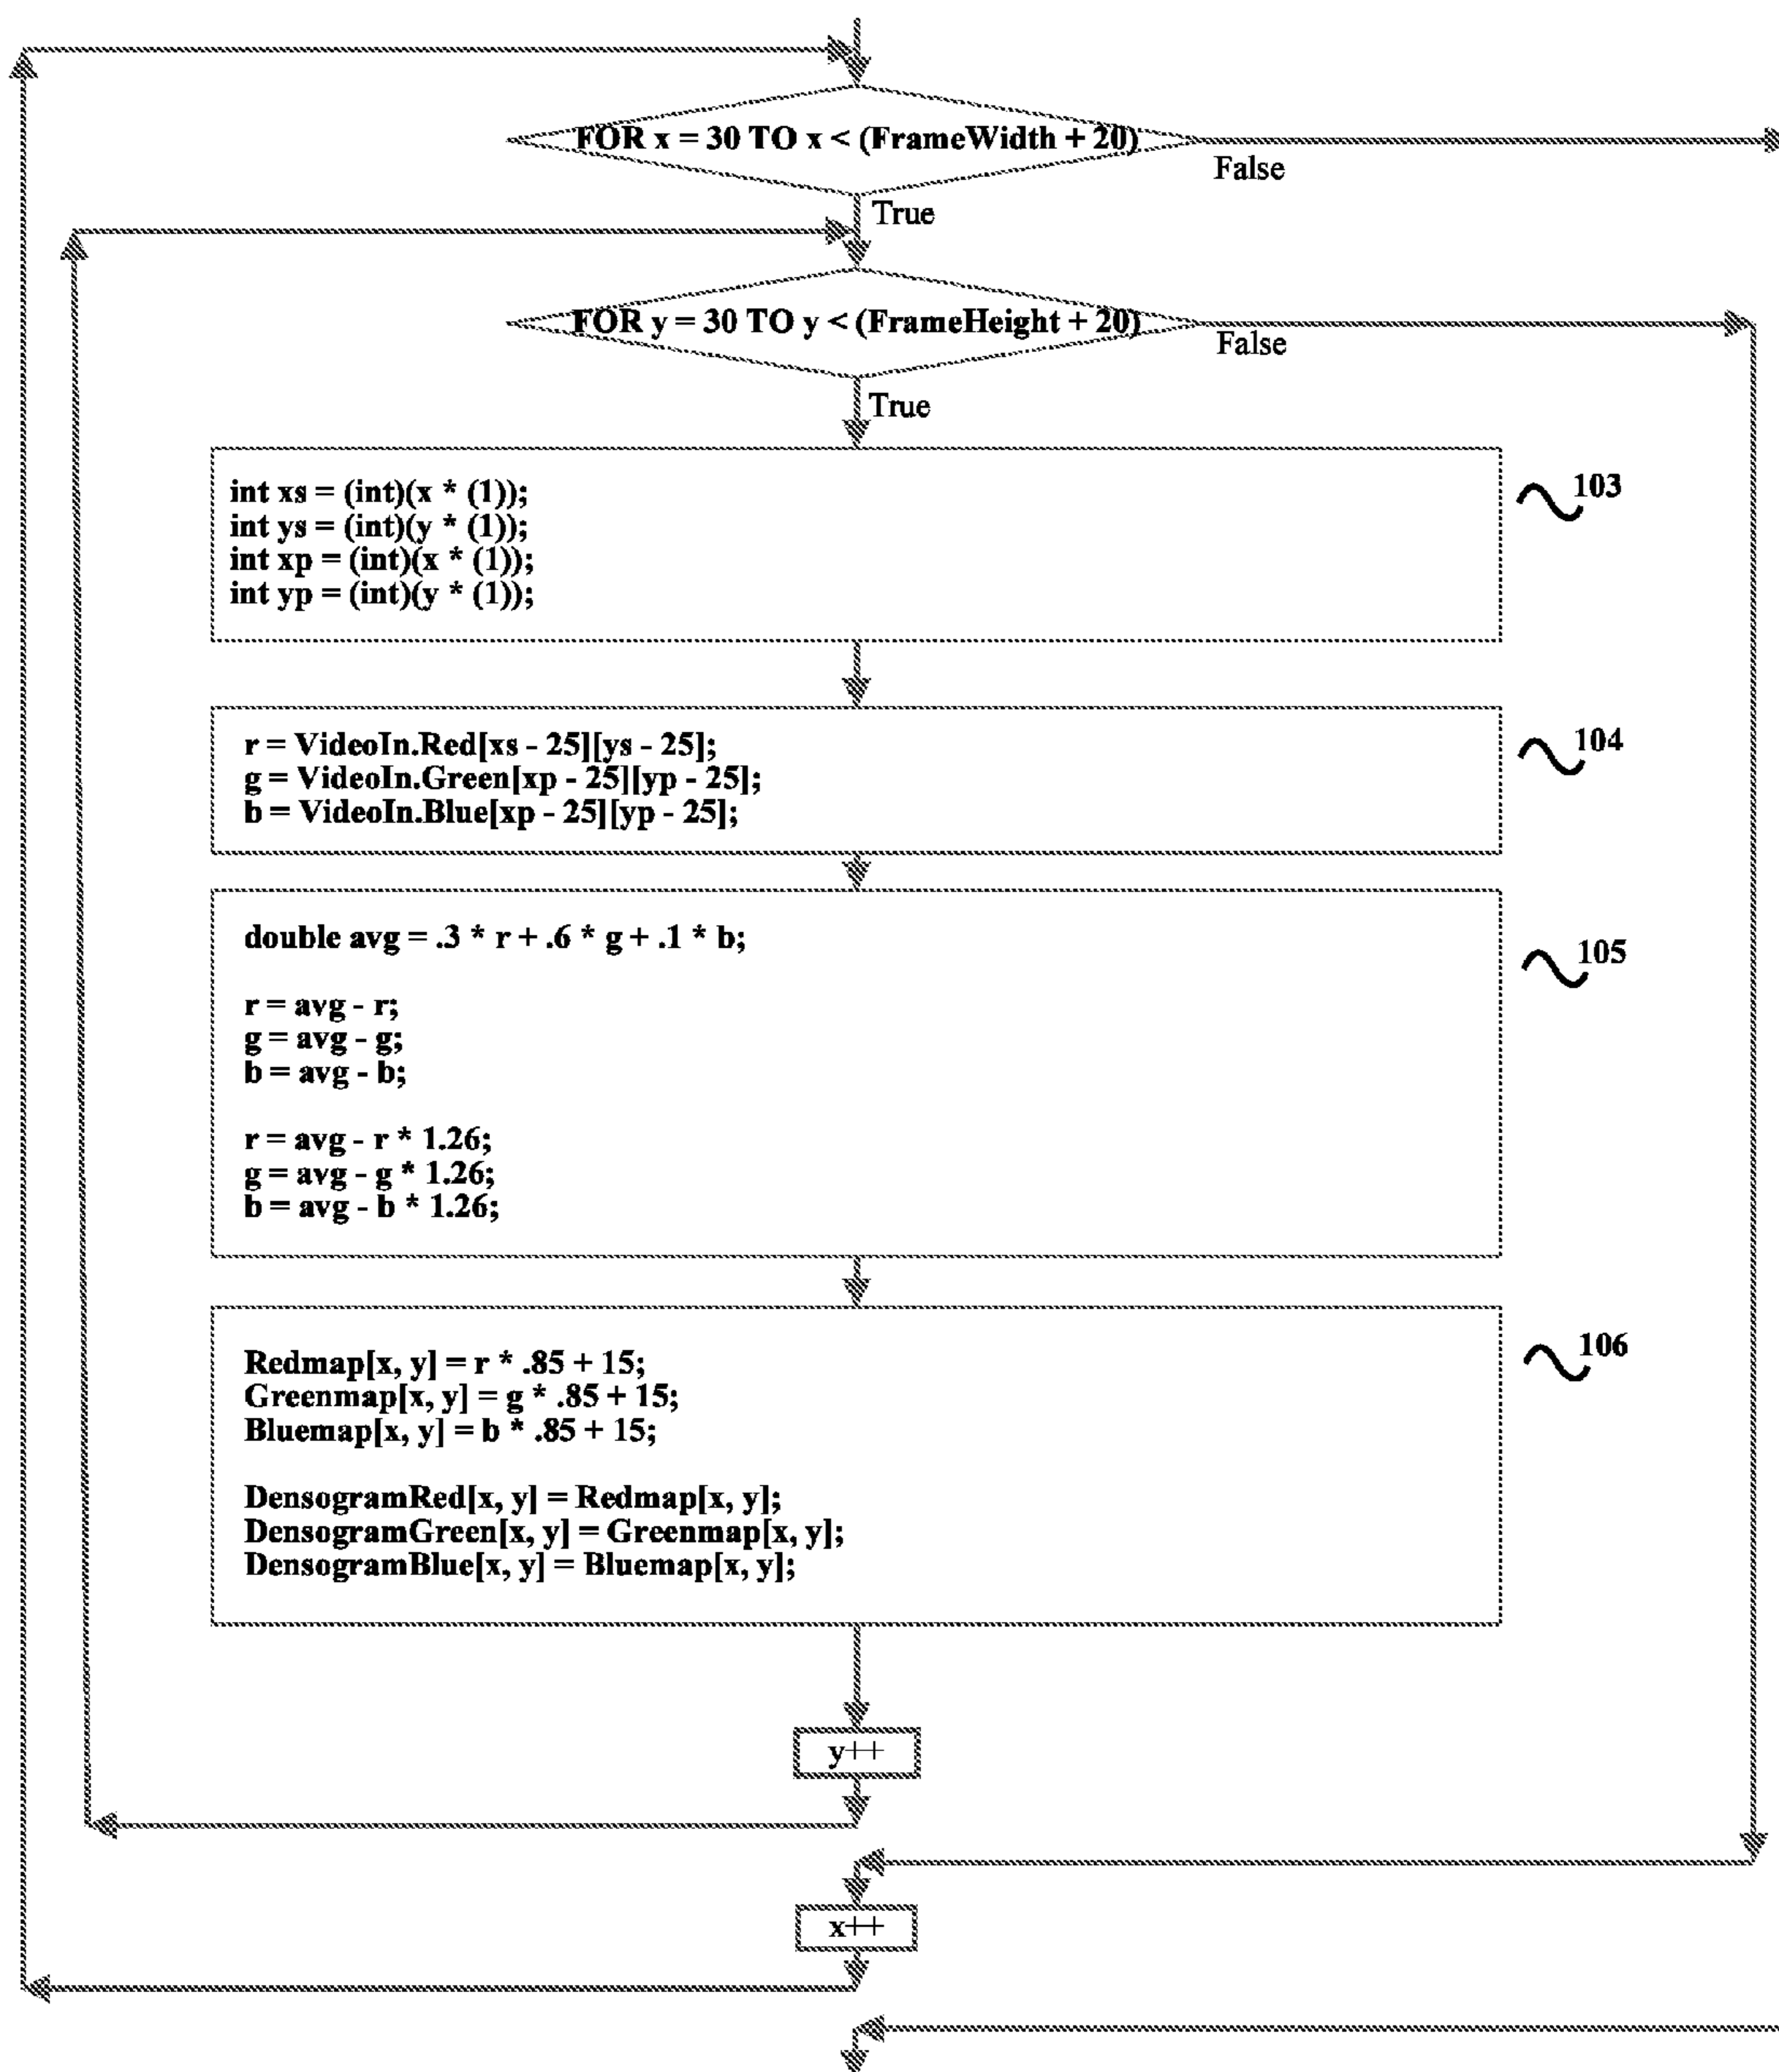 FOR x = 30 TO x < (FrameWidth + 20)
False
True
FOR y = 30 TO y < (FrameHeight + 20)
False
True
int xs = (int)(x * (1));
int ys = (int)(y * (1));
int xp = (int)(x * (1));
int yp = (int)(y * (1));
103
r = VideoIn.Red[xs - 25][ys - 25];
g = VideoIn.Green[xp - 25][yp - 25];
b = VideoIn.Blue[xp - 25][yp - 25];
104
double avg = .3 * r + .6 * g + .1 * b;
r = avg - r;
g = avg - g;
b = avg - b;
r = avg - r * 1.26;
g = avg - g * 1.26;
b = avg - b * 1.26;
105
Redmap[x, y] = r * .85 + 15;
Greenmap[x, y] = g * .85 + 15;
Bluemap[x, y] = b * .85 + 15;
DensogramRed[x, y] = Redmap[x, y];
DensogramGreen[x, y] = Greenmap[x, y];
DensogramBlue[x, y] = Bluemap[x, y];
106
y++
x++